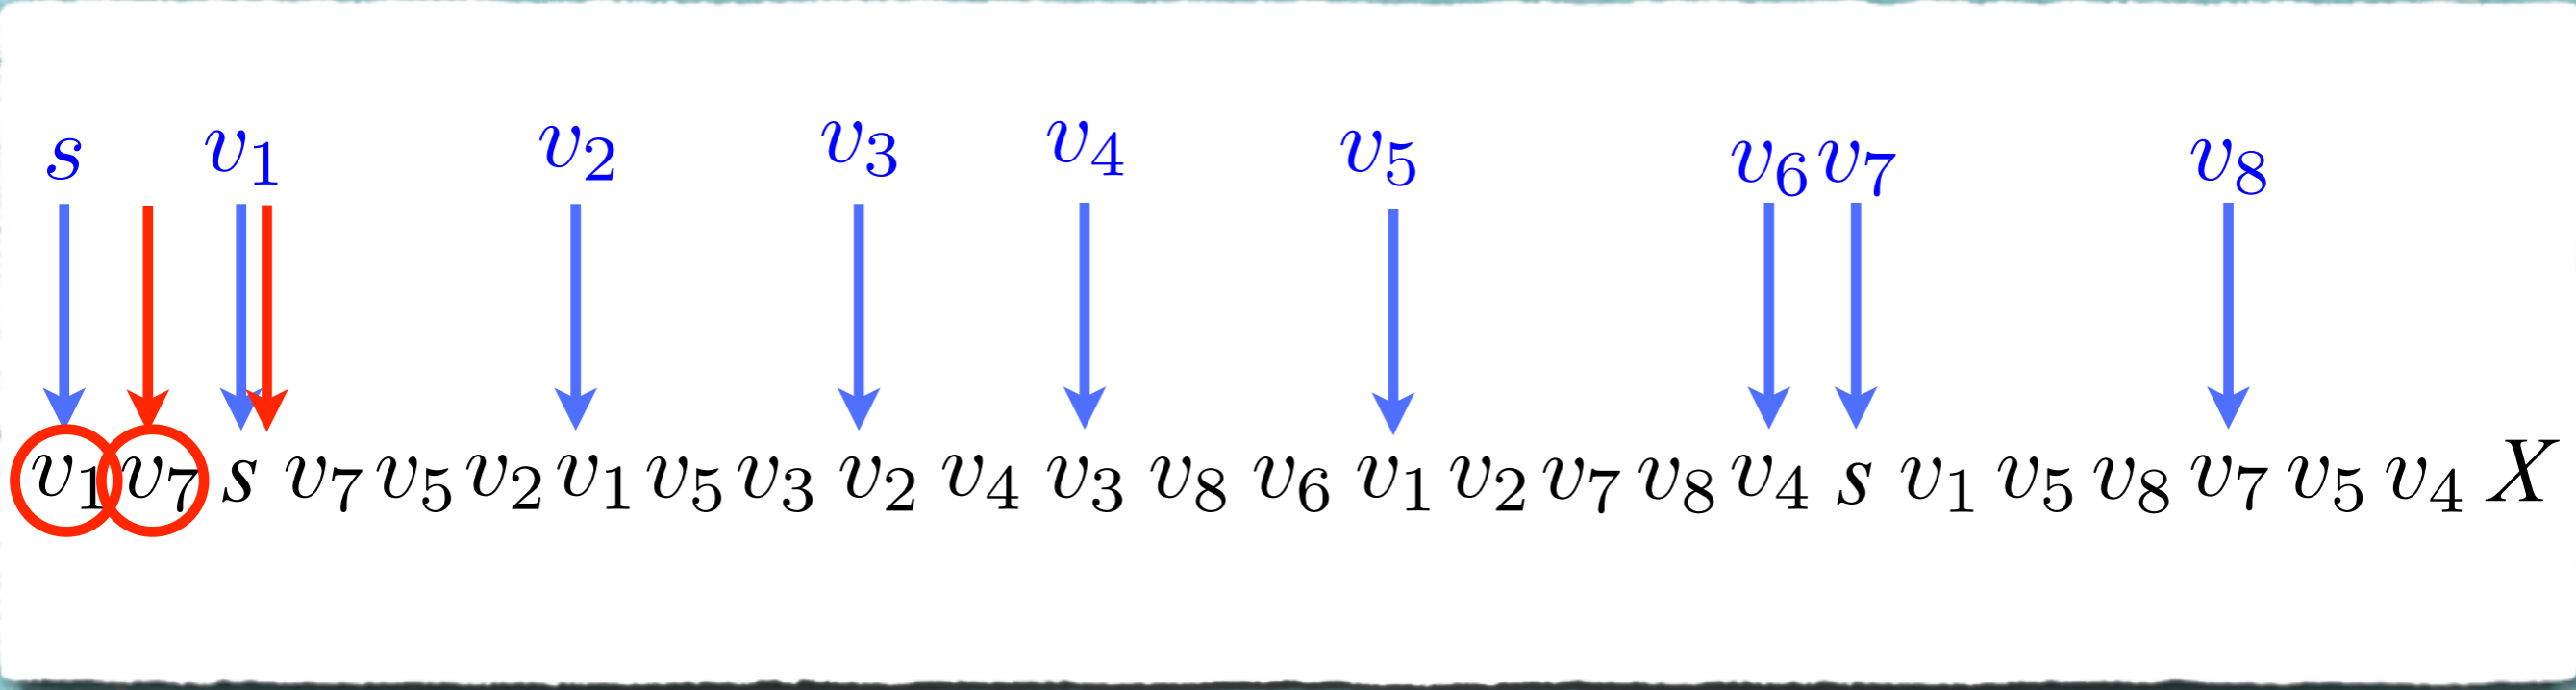 s v₁ v₂ v₃ v₄ v₅ v₆ v₇ v₈
v₁ v₇ s v₇ v₅ v₂ v₁ v₅ v₃ v₂ v₄ v₃ v₈ v₆ v₁ v₂ v₇ v₈ v₄ s v₁ v₅ v₈ v₇ v₅ v₄ X